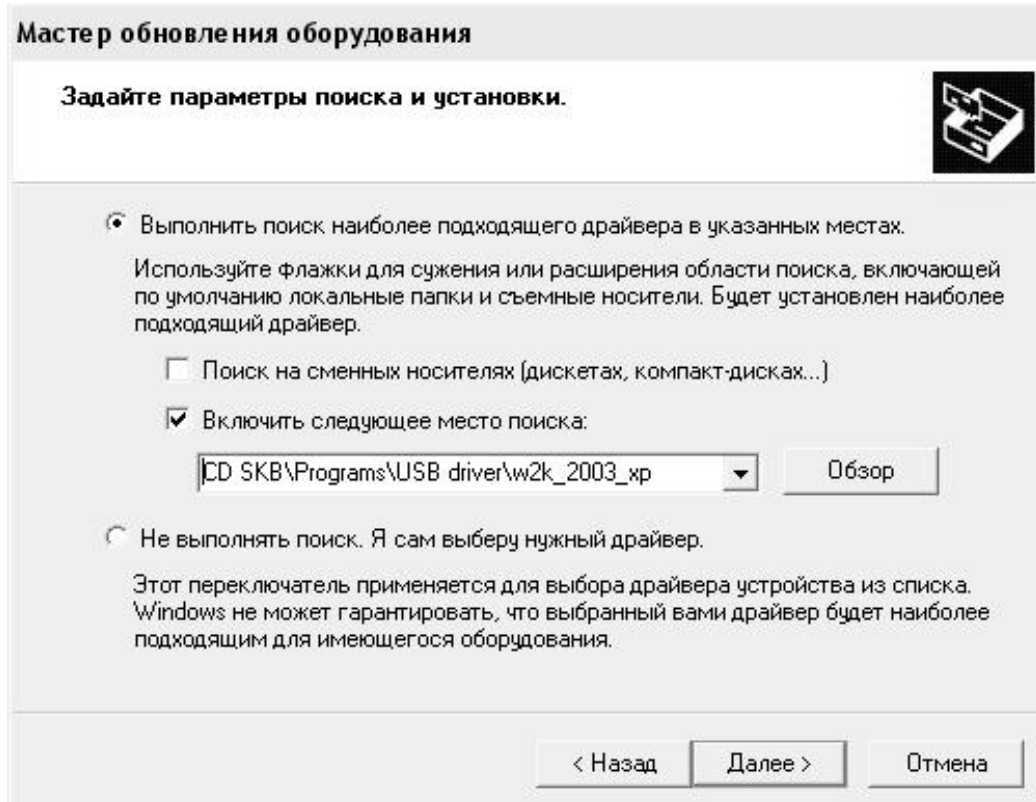 Мастер обновления оборудования
Задайте параметры поиска и установки.
Выполнить поиск наиболее подходящего драйвера в указанных местах.
Используйте флажки для сужения или расширения области поиска, включающей
по умолчанию локальные папки и съемные носители. Будет установлен наиболее
подходящий драйвер.
Поиск на сменных носителях (дискетах, компакт-дисках...)
Включить следующее место поиска:
CD SKB\Programs\USB driver\w2k_2003_xp
Обзор
Не выполнять поиск. Я сам выберу нужный драйвер.
Этот переключатель применяется для выбора драйвера устройства из списка.
Windows не может гарантировать, что выбранный вами драйвер будет наиболее
подходящим для имеющегося оборудования.
< Назад
Далее >
Отмена